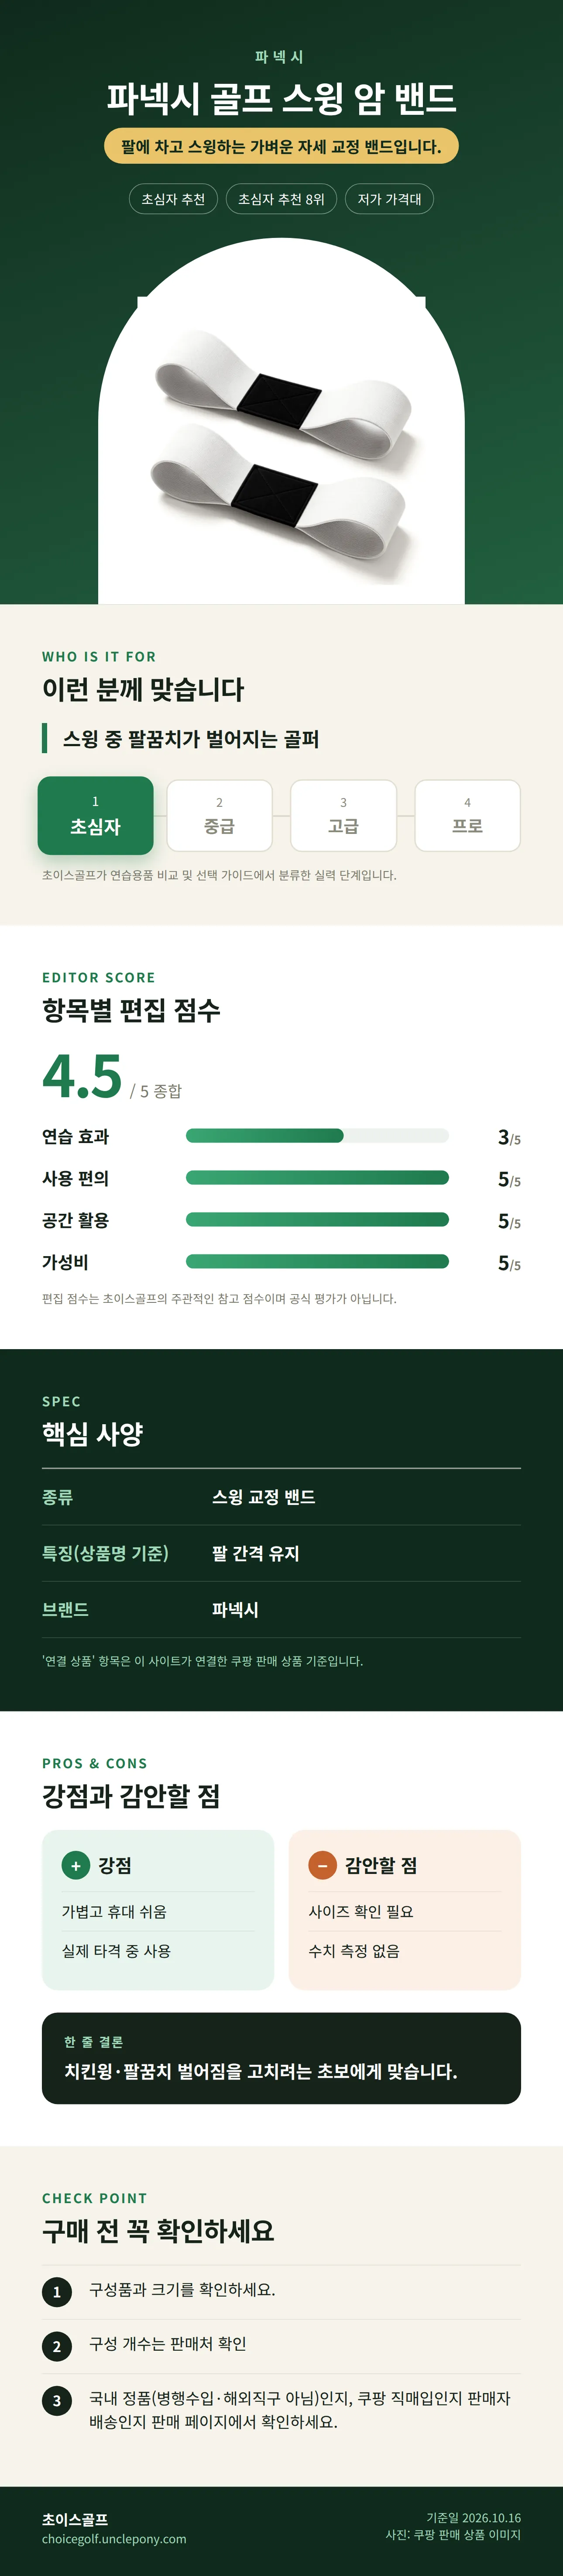 파넥시
파넥시 골프 스윙 암 밴드
팔에 차고 스윙하는 가벼운 자세 교정 밴드입니다.
초심자 추천
초심자 추천 8위
저가 가격대
WHO IS IT FOR
이런 분께 맞습니다
스윙 중 팔꿈치가 벌어지는 골퍼
1
초심자
2
중급
3
고급
4
프로
초이스골프가 연습용품 비교 및 선택 가이드에서 분류한 실력 단계입니다.
EDITOR SCORE
항목별 편집 점수
4.5 / 5 종합
연습 효과 3/5
사용 편의 5/5
공간 활용 5/5
가성비 5/5
편집 점수는 초이스골프의 주관적인 참고 점수이며 공식 평가가 아닙니다.
SPEC
핵심 사양
종류 스윙 교정 밴드
특징(상품명 기준) 팔 간격 유지
브랜드 파넥시
'연결 상품' 항목은 이 사이트가 연결한 쿠팡 판매 상품 기준입니다.
PROS & CONS
강점과 감안할 점
+ 강점
가볍고 휴대 쉬움
실제 타격 중 사용
− 감안할 점
사이즈 확인 필요
수치 측정 없음
한 줄 결론
치킨윙·팔꿈치 벌어짐을 고치려는 초보에게 맞습니다.
CHECK POINT
구매 전 꼭 확인하세요
1 구성품과 크기를 확인하세요.
2 구성 개수는 판매처 확인
3 국내 정품(병행수입·해외직구 아님)인지, 쿠팡 직매입인지 판매자
배송인지 판매 페이지에서 확인하세요.
초이스골프
choicegolf.unclepony.com
기준일 2026.10.16
사진: 쿠팡 판매 상품 이미지